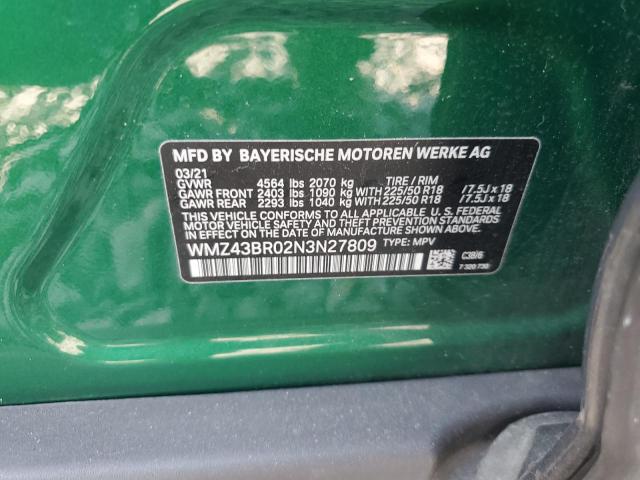 MFD BY BAYERISCHE MOTOREN WERKE AG
03/21
GVWR 4564 lbs 2070 kg TIRE / RIM
GAWR FRONT 2403 lbs 1090 kg WITH 225/50 R18 /7.5J x 18
GAWR REAR 2293 lbs 1040 kg WITH 225/50 R18 /7.5J x 18
THIS VEHICLE CONFORMS TO ALL APPLICABLE U.S. FEDERAL
MOTOR VEHICLE SAFETY, BUMPER, AND THEFT PREVENTION
STANDARDS IN EFFECT ON THE DATE OF MANUFACTURE SHOWN ABOVE.
WMZ43BR02N3N27809 TYPE: MPV
C3B/6
7 320 730